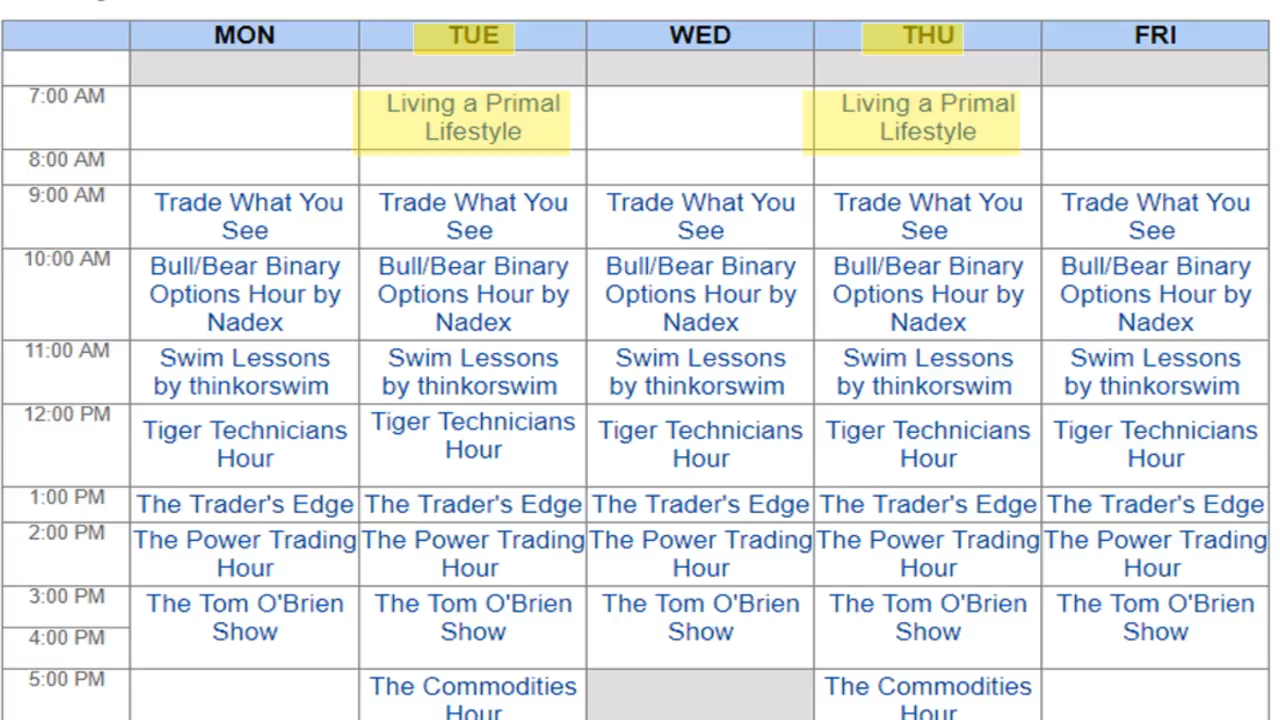 MON TUE WED THU FRI
7:00 AM
Living a Primal Living a Primal
Lifestyle Lifestyle
8:00 AM
9:00 AM
Trade What You Trade What You Trade What You Trade What You Trade What You
See See See See See
10:00 AM
Bull/Bear Binary Bull/Bear Binary Bull/Bear Binary Bull/Bear Binary Bull/Bear Binary
Options Hour by Options Hour by Options Hour by Options Hour by Options Hour by
Nadex Nadex Nadex Nadex Nadex
11:00 AM
Swim Lessons Swim Lessons Swim Lessons Swim Lessons Swim Lessons
by thinkorswim by thinkorswim by thinkorswim by thinkorswim by thinkorswim
12:00 PM
Tiger Technicians Tiger Technicians Tiger Technicians Tiger Technicians Tiger Technicians
Hour Hour Hour Hour Hour
1:00 PM The Trader's Edge The Trader's Edge The Trader's Edge The Trader's Edge The Trader's Edge
2:00 PM
The Power Trading The Power Trading The Power Trading The Power Trading The Power Trading
Hour Hour Hour Hour Hour
3:00 PM
The Tom O'Brien The Tom O'Brien The Tom O'Brien The Tom O'Brien The Tom O'Brien
Show Show Show Show Show
4:00 PM
5:00 PM
The Commodities The Commodities
Hour Hour